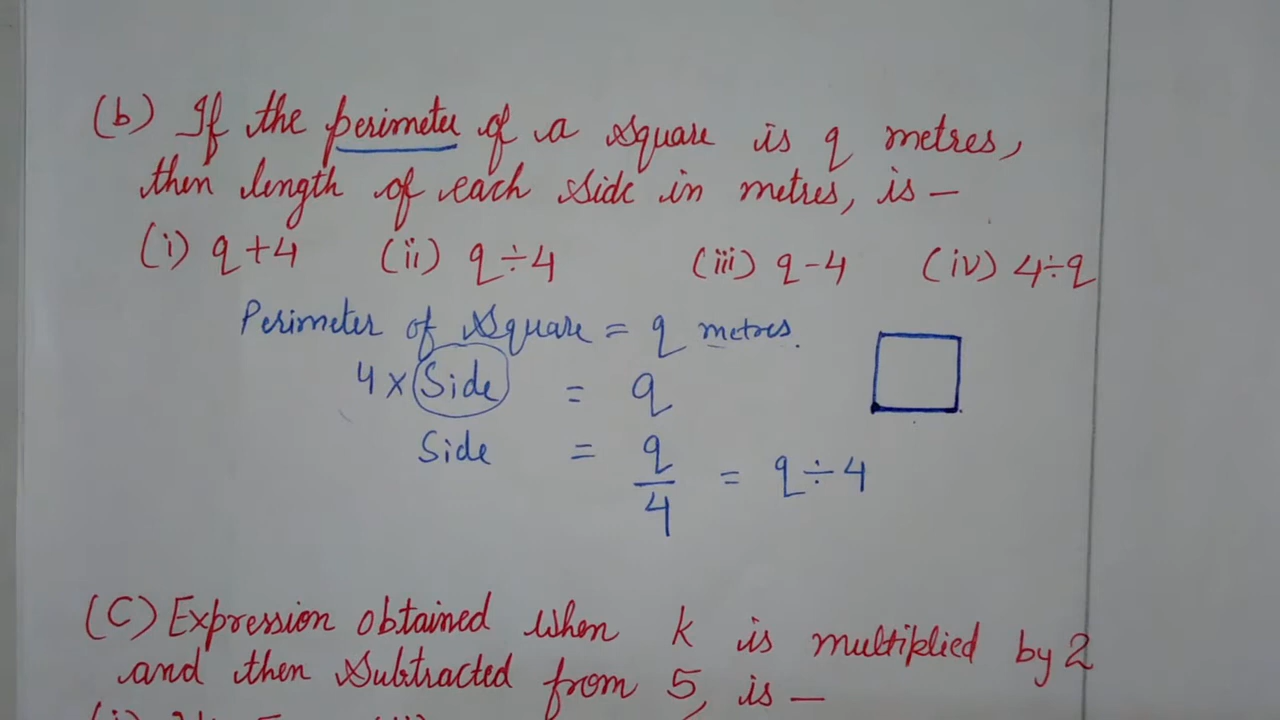 (b) If the perimeter of a square is q metres,
then length of each side in metres, is –
(i) q+4 (ii) q÷4 (iii) q-4 (iv) 4÷q
Perimeter of Square = q metres.
4 × Side = q
Side = q/4 = q÷4
(C) Expression obtained when k is multiplied by 2
and then subtracted from 5, is –